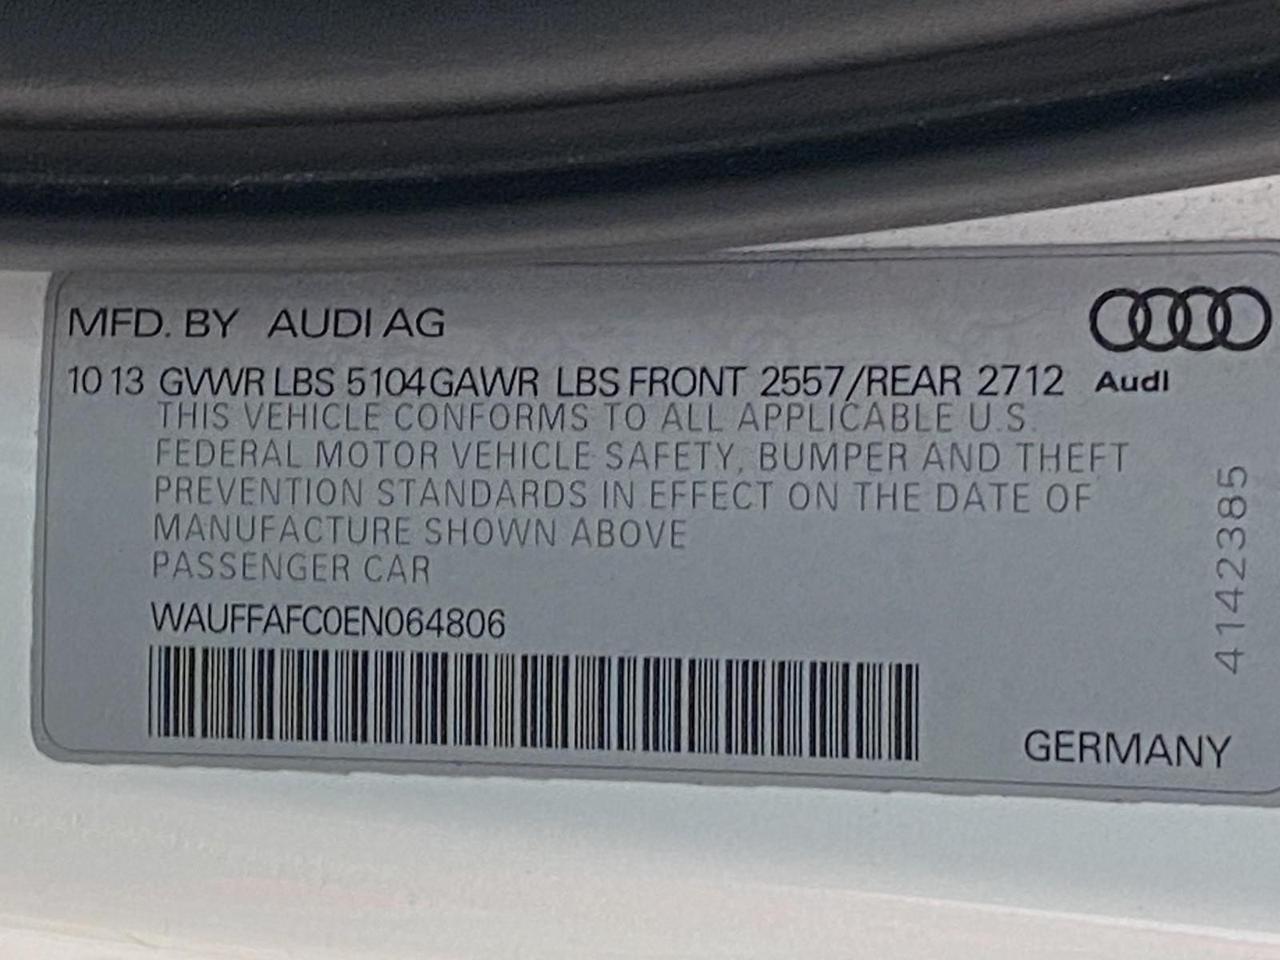 MFD. BY AUDI AG
10 13 GVWR LBS 5104GAWR LBS FRONT 2557/REAR 2712
Audi
THIS VEHICLE CONFORMS TO ALL APPLICABLE U.S.
FEDERAL MOTOR VEHICLE SAFETY, BUMPER AND THEFT
PREVENTION STANDARDS IN EFFECT ON THE DATE OF
MANUFACTURE SHOWN ABOVE
PASSENGER CAR
WAUFFAFC0EN064806
4142385
GERMANY